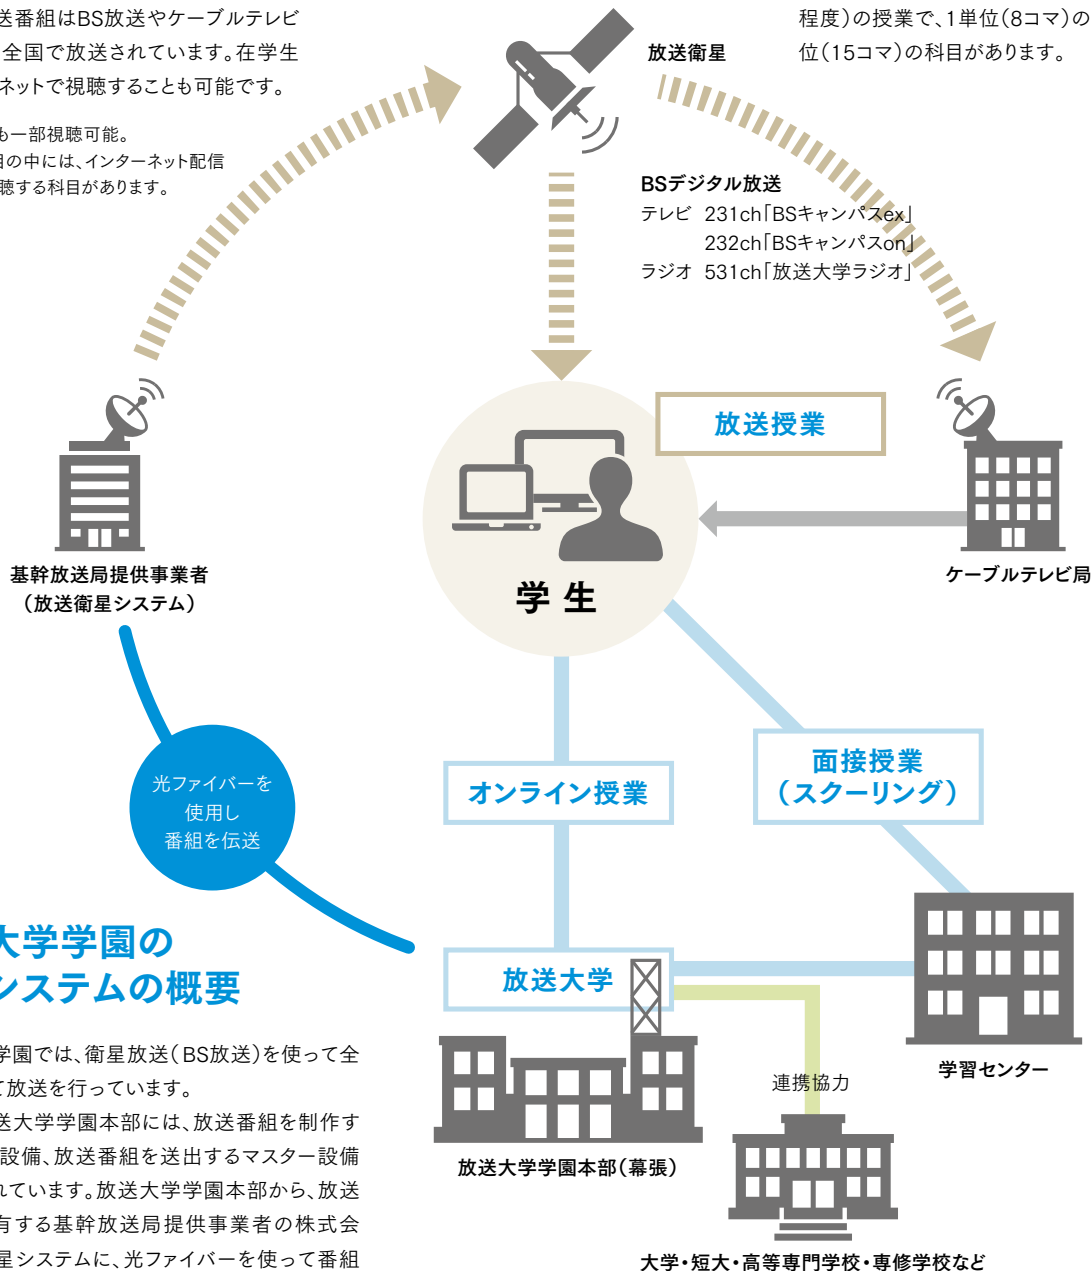 送番組はBS放送やケーブルテレビ
全国で放送されています。在学生
ネットで視聴することも可能です。
も一部視聴可能。
目の中には、インターネット配信
聴する科目があります。
放送衛星
程度)の授業で、1単位(8コマ)の
位(15コマ)の科目があります。
BSデジタル放送
テレビ 231ch「BSキャンパスex」
232ch「BSキャンパスon」
ラジオ 531ch「放送大学ラジオ」
放送授業
基幹放送局提供事業者
(放送衛星システム)
学生
ケーブルテレビ局
光ファイバーを
使用し
番組を伝送
オンライン授業
面接授業
(スクーリング)
大学学園の
システムの概要
放送大学
学習センター
連携協力
学園では、衛星放送(BS放送)を使って全
て放送を行っています。
送大学学園本部には、放送番組を制作す
設備、放送番組を送出するマスター設備
れています。放送大学学園本部から、放送
有する基幹放送局提供事業者の株式会
星システムに、光ファイバーを使って番組
放送大学学園本部(幕張)
大学・短大・高等専門学校・専修学校など